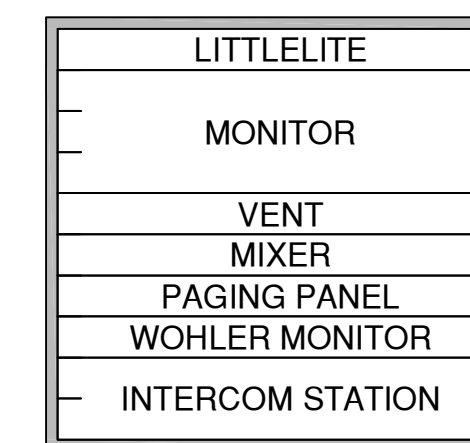 LITTLELITE
MONITOR
VENT
MIXER
PAGING PANEL
WOHLER MONITOR
INTERCOM STATION